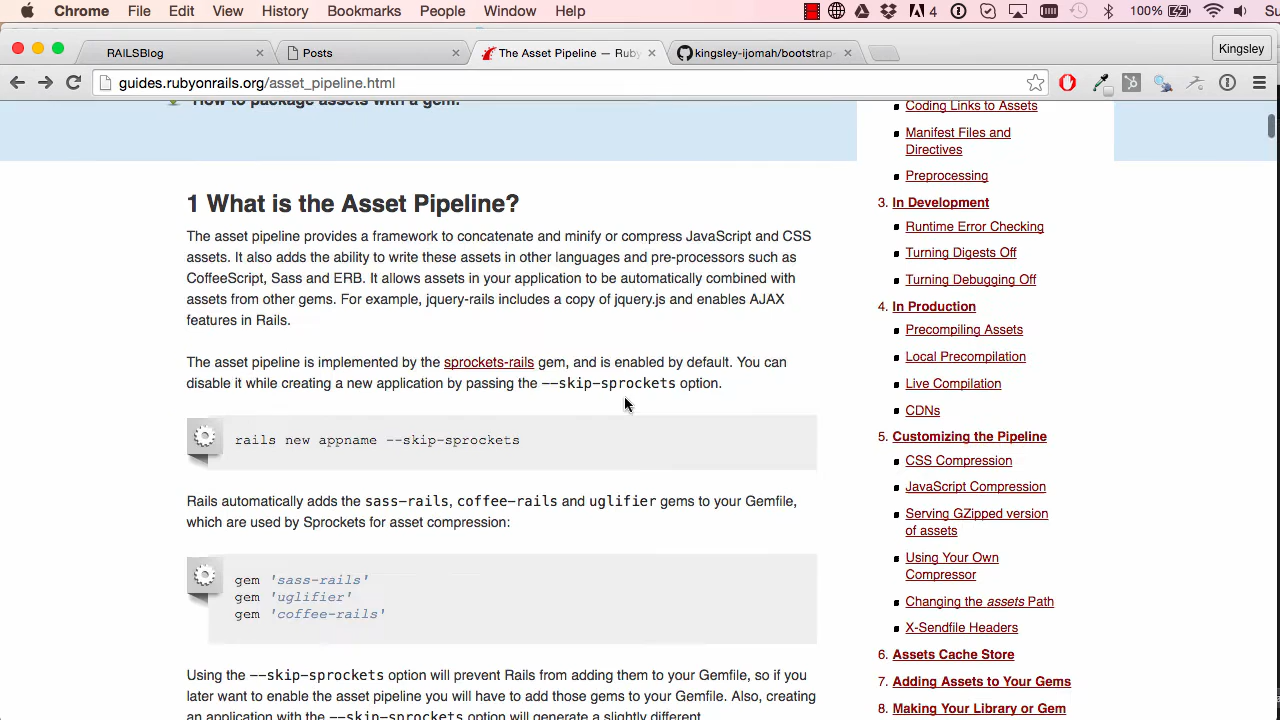 Chrome File Edit View History Bookmarks People Window Help 4 100% Su
RAILSBlog Posts The Asset Pipeline — Ruby kingsley-ijomah/bootstrap- Kingsley
guides.rubyonrails.org/asset_pipeline.html
How to package assets with a gem.
1 What is the Asset Pipeline?
The asset pipeline provides a framework to concatenate and minify or compress JavaScript and CSS
assets. It also adds the ability to write these assets in other languages and pre-processors such as
CoffeeScript, Sass and ERB. It allows assets in your application to be automatically combined with
assets from other gems. For example, jquery-rails includes a copy of jquery.js and enables AJAX
features in Rails.
The asset pipeline is implemented by the sprockets-rails gem, and is enabled by default. You can
disable it while creating a new application by passing the --skip-sprockets option.
rails new appname --skip-sprockets
Rails automatically adds the sass-rails, coffee-rails and uglifier gems to your Gemfile,
which are used by Sprockets for asset compression:
gem 'sass-rails'
gem 'uglifier'
gem 'coffee-rails'
Using the --skip-sprockets option will prevent Rails from adding them to your Gemfile, so if you
later want to enable the asset pipeline you will have to add those gems to your Gemfile. Also, creating
an application with the --skip-sprockets option will generate a slightly different
Coding Links to Assets
Manifest Files and
Directives
Preprocessing
3. In Development
Runtime Error Checking
Turning Digests Off
Turning Debugging Off
4. In Production
Precompiling Assets
Local Precompilation
Live Compilation
CDNs
5. Customizing the Pipeline
CSS Compression
JavaScript Compression
Serving GZipped version
of assets
Using Your Own
Compressor
Changing the assets Path
X-Sendfile Headers
6. Assets Cache Store
7. Adding Assets to Your Gems
8. Making Your Library or Gem